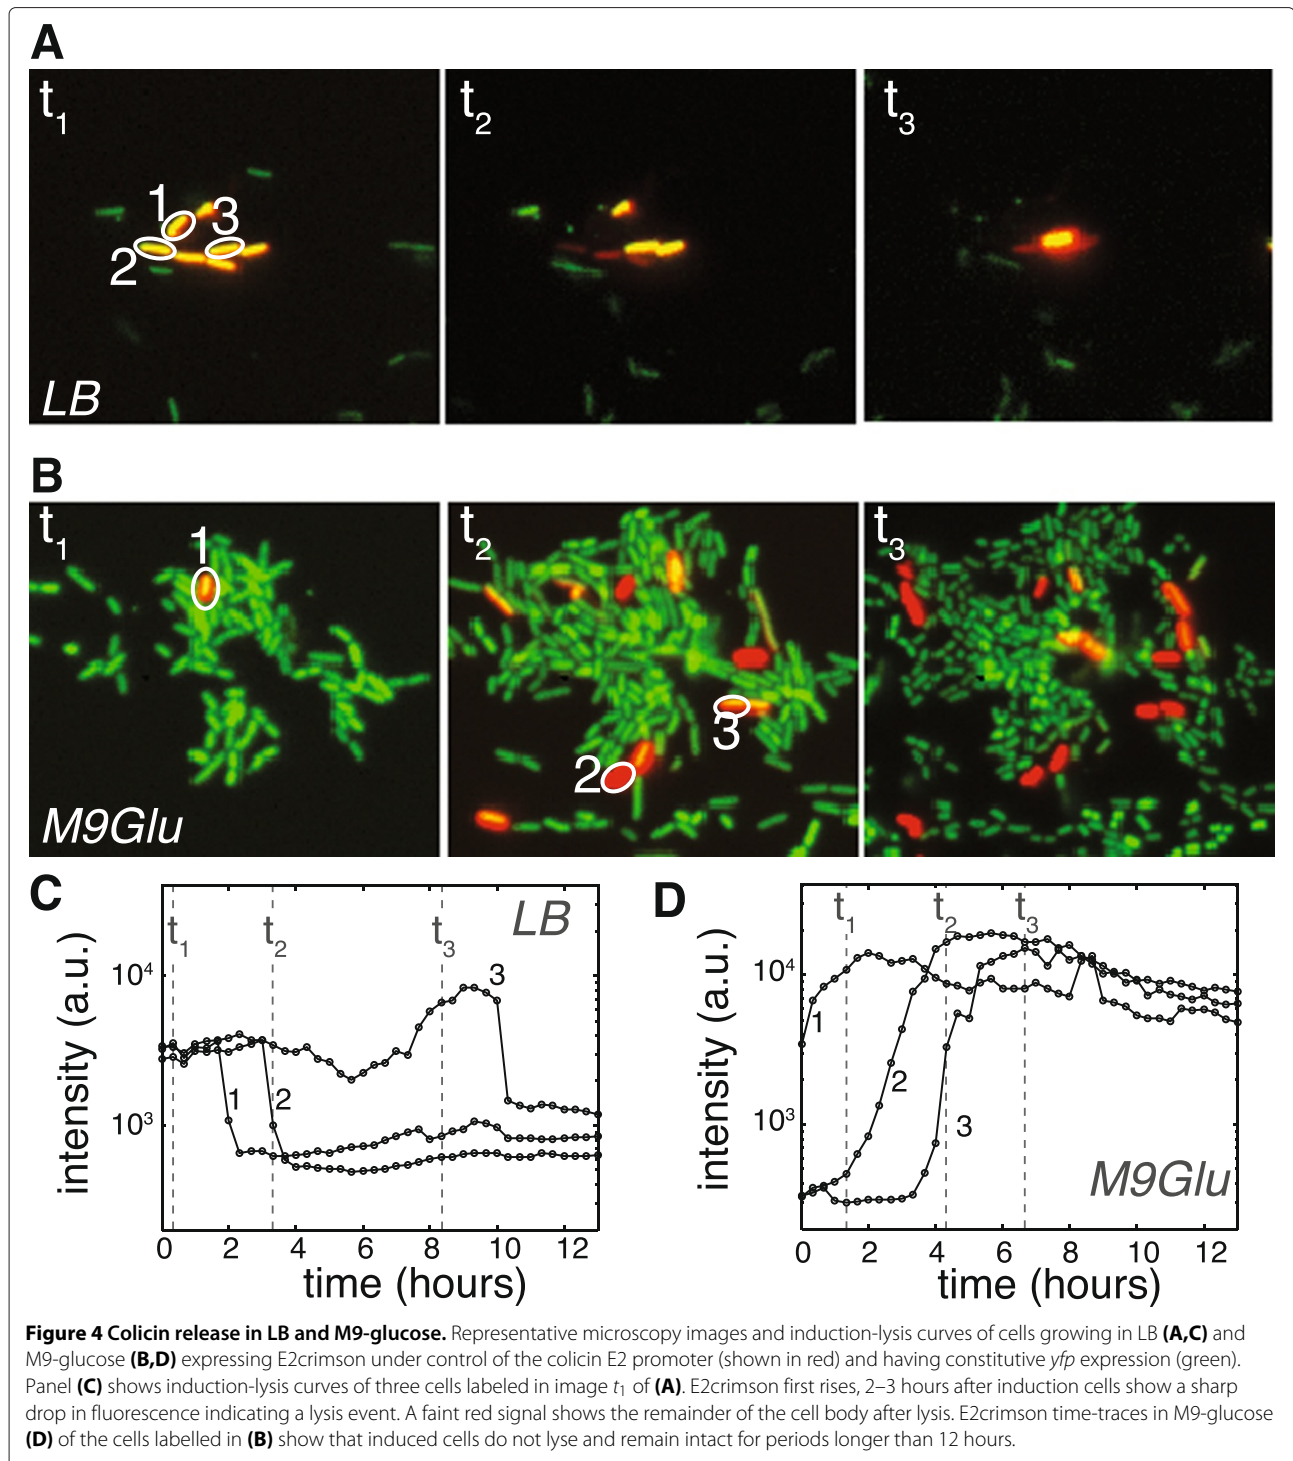 A
t1
t2
t3
1
3
2
LB
B
t1
t2
t3
1
3
2
M9Glu
C
D
t1
t2
t3
LB
10^4
10^3
intensity (a.u.)
1
2
3
0 2 4 6 8 10 12
time (hours)
t1
t2
t3
10^4
10^3
intensity (a.u.)
1
2
3
M9Glu
0 2 4 6 8 10 12
time (hours)
Figure 4 Colicin release in LB and M9-glucose. Representative microscopy images and induction-lysis curves of cells growing in LB (A,C) and
M9-glucose (B,D) expressing E2crimson under control of the colicin E2 promoter (shown in red) and having constitutive yfp expression (green).
Panel (C) shows induction-lysis curves of three cells labeled in image t1 of (A). E2crimson first rises, 2–3 hours after induction cells show a sharp
drop in fluorescence indicating a lysis event. A faint red signal shows the remainder of the cell body after lysis. E2crimson time-traces in M9-glucose
(D) of the cells labelled in (B) show that induced cells do not lyse and remain intact for periods longer than 12 hours.